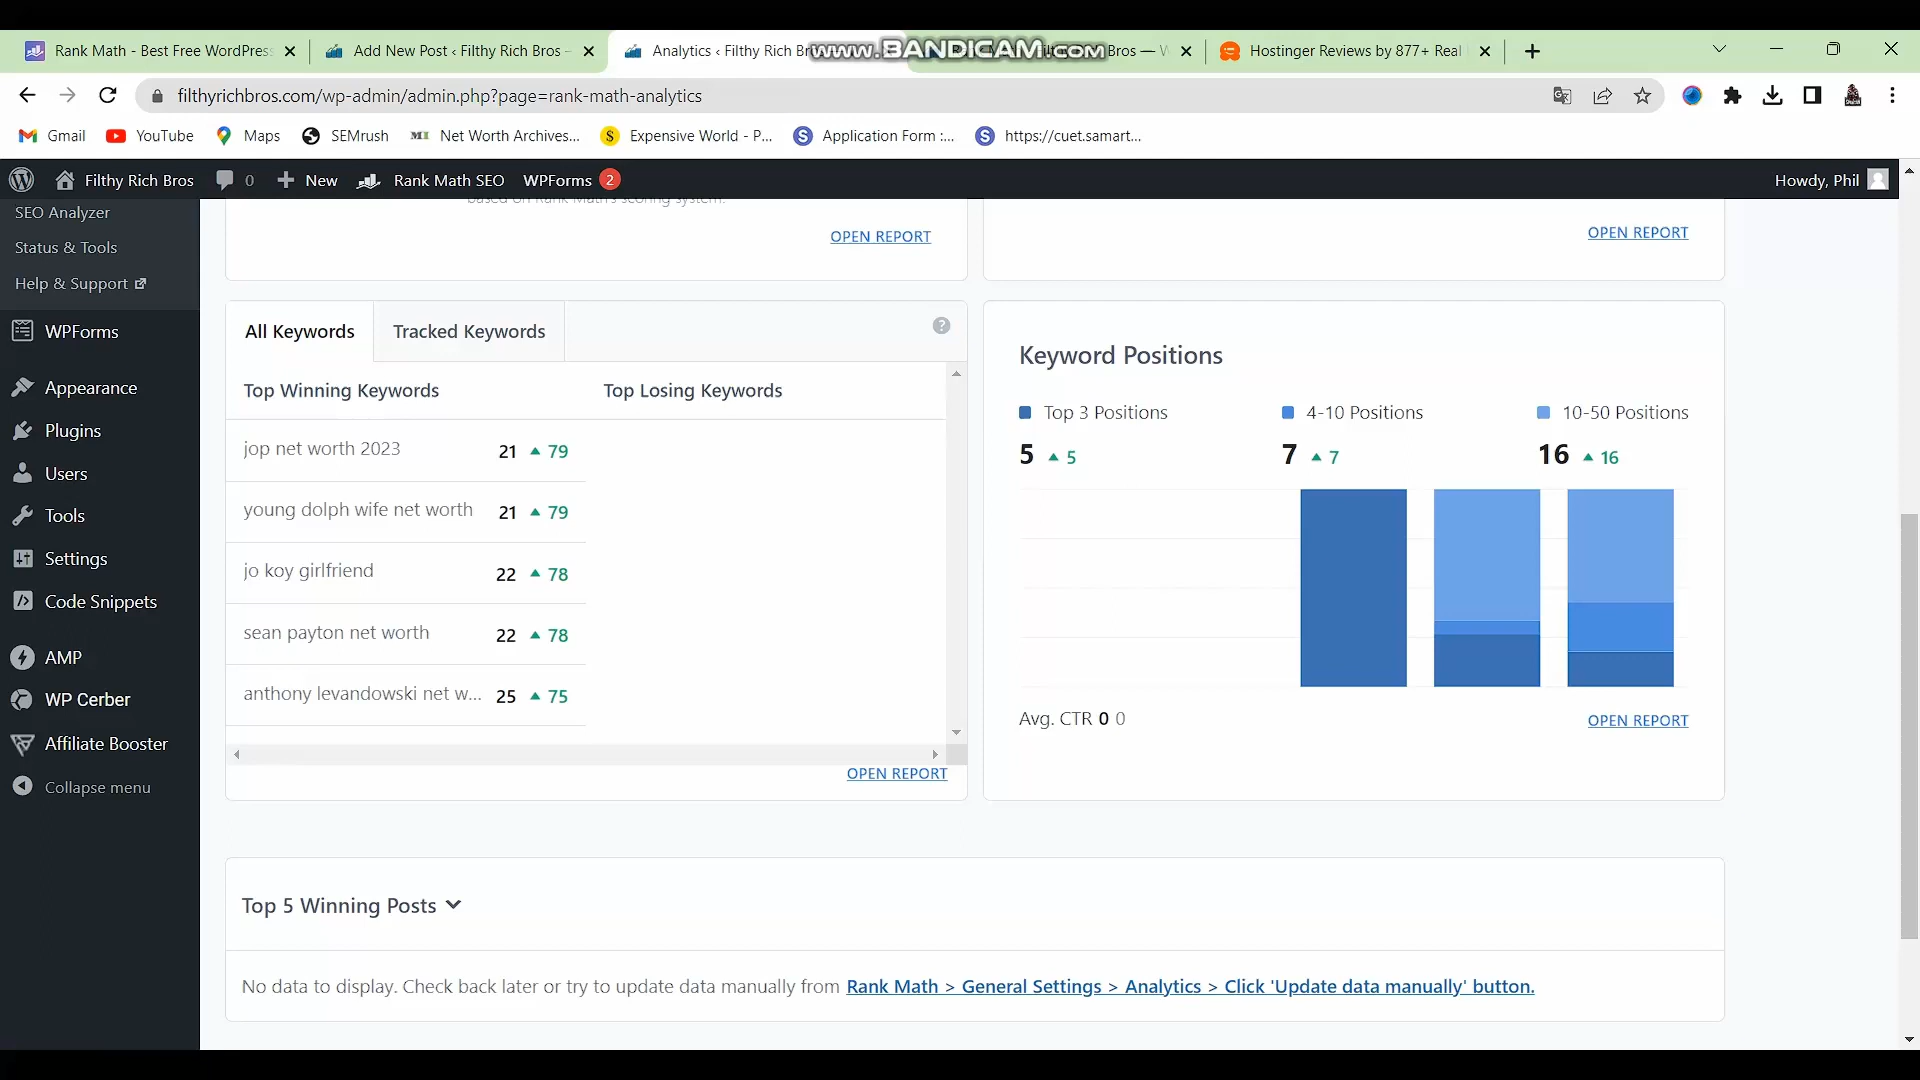 Rank Math - Best Free WordPress
Add New Post ‹ Filthy Rich Bros –
Analytics ‹ Filthy Rich Br
www.BANDICAM.com
Bros — W
Hostinger Reviews by 877+ Real
filthyrichbros.com/wp-admin/admin.php?page=rank-math-analytics
Gmail
YouTube
Maps
SEMrush
Net Worth Archives...
Expensive World - P...
Application Form :...
https://cuet.samart...
Filthy Rich Bros
0
New
Rank Math SEO
WPForms 2
Howdy, Phil
SEO Analyzer
Status & Tools
Help & Support
WPForms
Appearance
Plugins
Users
Tools
Settings
Code Snippets
AMP
WP Cerber
Affiliate Booster
Collapse menu
based on Rank Math's scoring system.
OPEN REPORT
OPEN REPORT
All Keywords
Tracked Keywords
Top Winning Keywords
Top Losing Keywords
jop net worth 2023 21 79
young dolph wife net worth 21 79
jo koy girlfriend 22 78
sean payton net worth 22 78
anthony levandowski net w... 25 75
OPEN REPORT
Keyword Positions
Top 3 Positions
4-10 Positions
10-50 Positions
5 5
7 7
16 16
Avg. CTR 0 0
OPEN REPORT
Top 5 Winning Posts
No data to display. Check back later or try to update data manually from Rank Math > General Settings > Analytics > Click 'Update data manually' button.